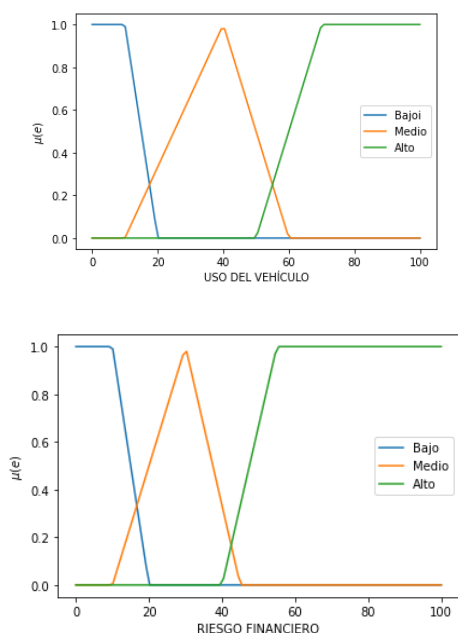 1.0
0.8
0.6
0.4
0.2
0.0
μ(e)
Bajoi
Medio
Alto
0 20 40 60 80 100
USO DEL VEHÍCULO
1.0
0.8
0.6
0.4
0.2
0.0
μ(e)
Bajo
Medio
Alto
0 20 40 60 80 100
RIESGO FINANCIERO